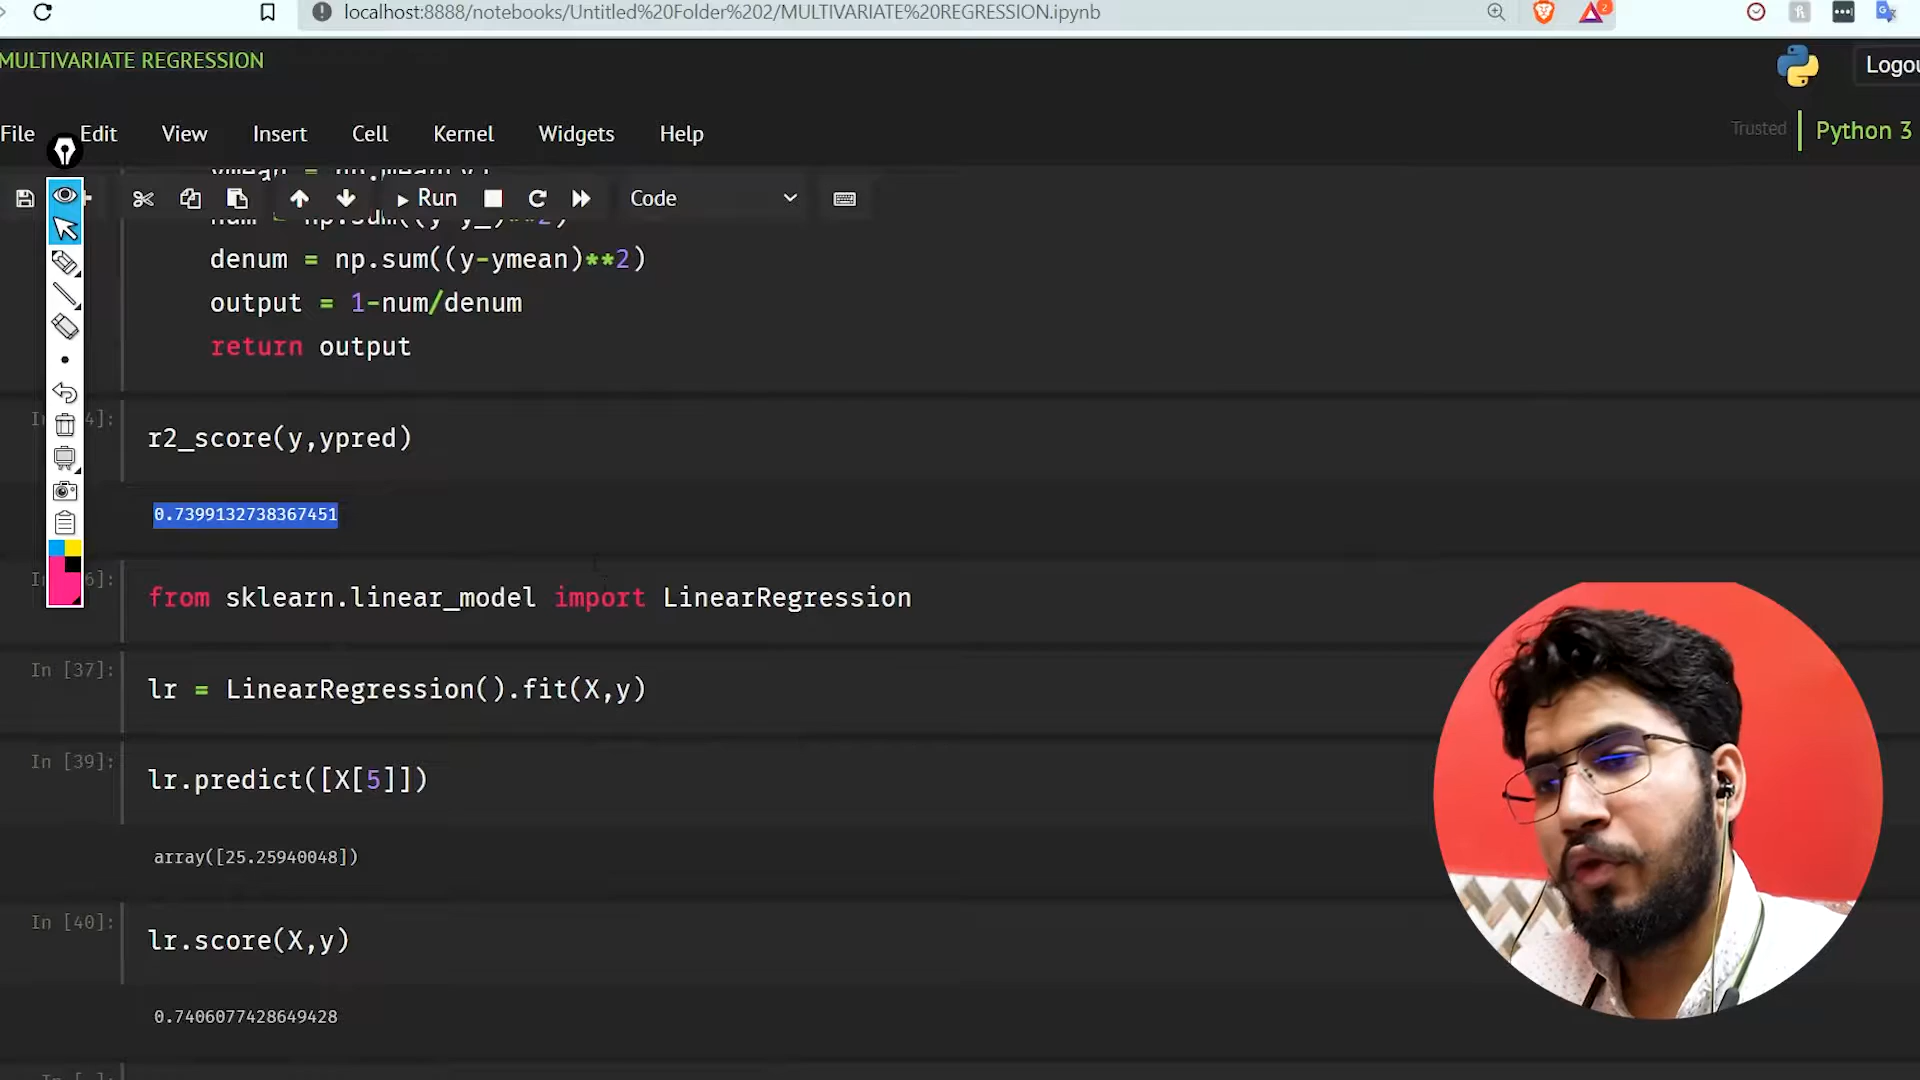 localhost:8888/notebooks/Untitled%20Folder%202/MULTIVARIATE%20REGRESSION.ipynb
2
MULTIVARIATE REGRESSION
Logou
File Edit View Insert Cell Kernel Widgets Help
Trusted
Python 3
Run
Code
denum = np.sum((y-ymean)**2)
output = 1-num/denum
return output
r2_score(y,ypred)
0.7399132738367451
from sklearn.linear_model import LinearRegression
In [37]:
lr = LinearRegression().fit(X,y)
In [39]:
lr.predict([X[5]])
array([25.25940048])
In [40]:
lr.score(X,y)
0.7406077428649428